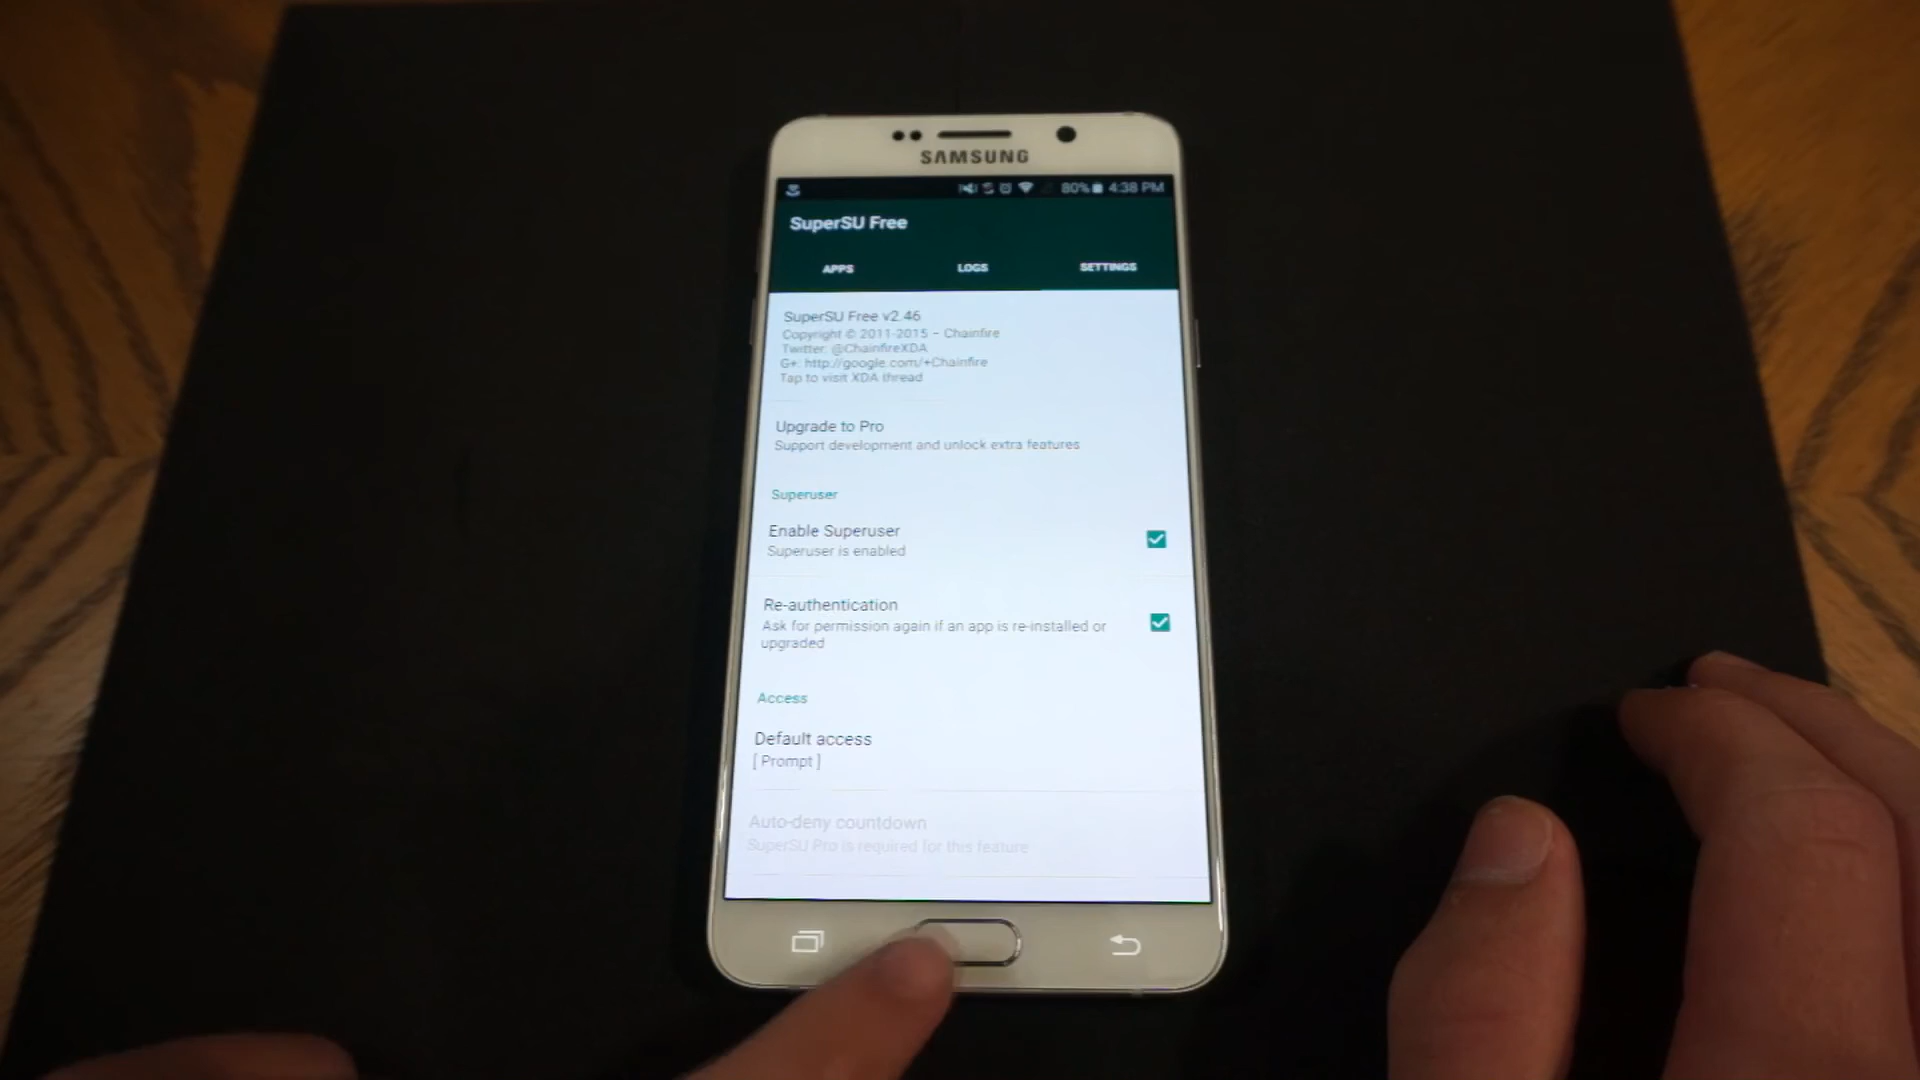 SAMSUNG
80% 4:38 PM
SuperSU Free
APPS LOGS SETTINGS
SuperSU Free v2.46
Copyright © 2011-2015 - Chainfire
Twitter: @ChainfireXDA
G+: http://google.com/+Chainfire
Tap to visit XDA thread
Upgrade to Pro
Support development and unlock extra features
Superuser
Enable Superuser
Superuser is enabled
Re-authentication
Ask for permission again if an app is re-installed or
upgraded
Access
Default access
[ Prompt ]
Auto-deny countdown
SuperSU Pro is required for this feature